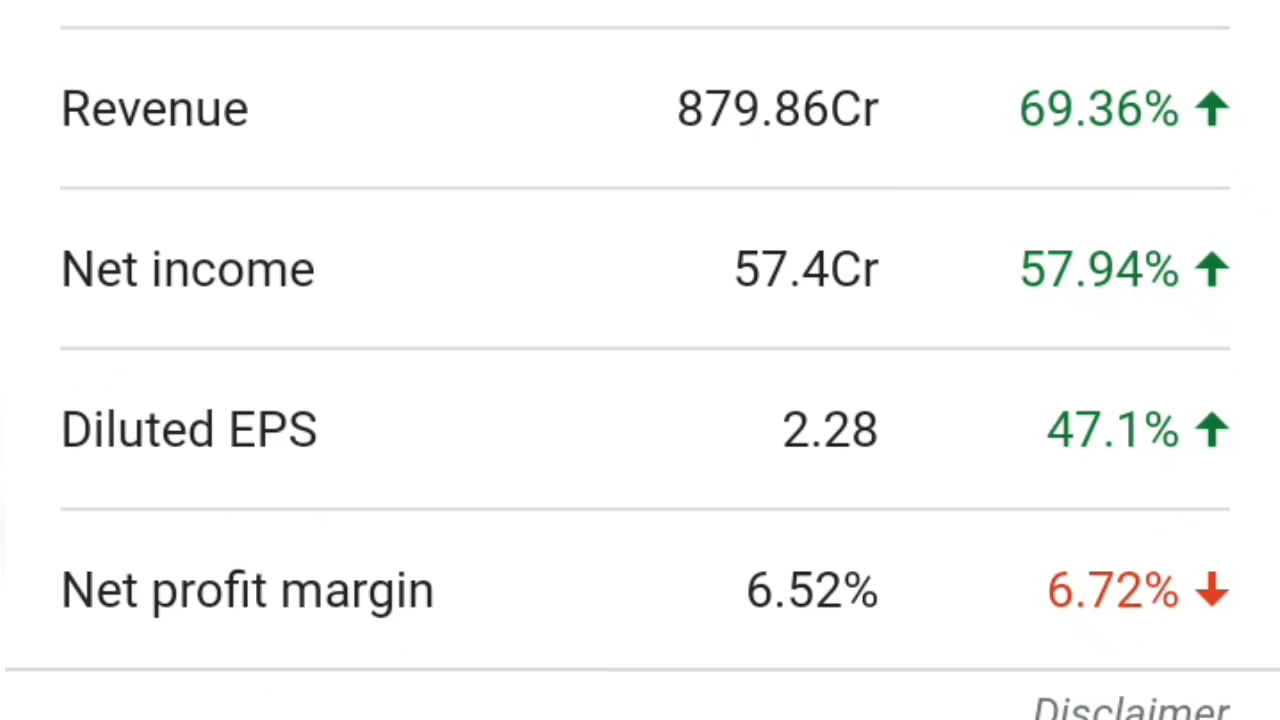 Revenue 879.86Cr 69.36% ↑
Net income 57.4Cr 57.94% ↑
Diluted EPS 2.28 47.1% ↑
Net profit margin 6.52% 6.72% ↓
Disclaimer